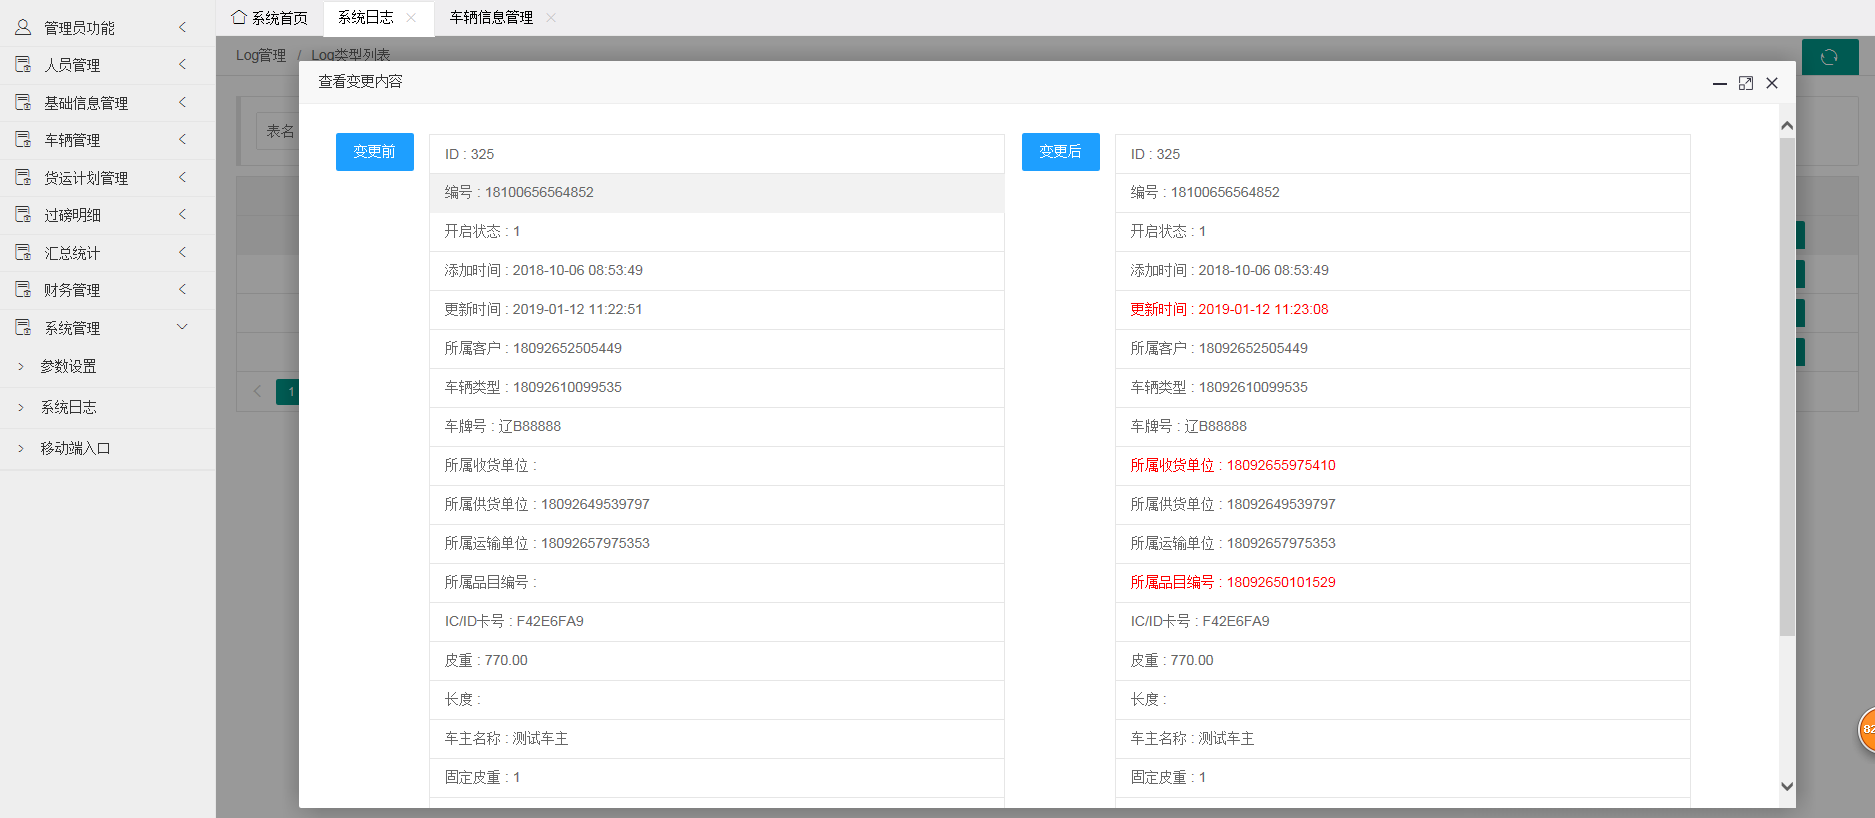 管理员功能
人员管理
基础信息管理
车辆管理
货运计划管理
过磅明细
汇总统计
财务管理
系统管理
参数设置
系统日志
移动端入口
系统首页 系统日志 车辆信息管理
Log管理 / Log类型列表
表名
1
查看变更内容
变更前
ID : 325
编号 : 18100656564852
开启状态 : 1
添加时间 : 2018-10-06 08:53:49
更新时间 : 2019-01-12 11:22:51
所属客户 : 18092652505449
车辆类型 : 18092610099535
车牌号 : 辽B88888
所属收货单位 :
所属供货单位 : 18092649539797
所属运输单位 : 18092657975353
所属品目编号 :
IC/ID卡号 : F42E6FA9
皮重 : 770.00
长度 :
车主名称 : 测试车主
固定皮重 : 1
变更后
ID : 325
编号 : 18100656564852
开启状态 : 1
添加时间 : 2018-10-06 08:53:49
更新时间 : 2019-01-12 11:23:08
所属客户 : 18092652505449
车辆类型 : 18092610099535
车牌号 : 辽B88888
所属收货单位 : 18092655975410
所属供货单位 : 18092649539797
所属运输单位 : 18092657975353
所属品目编号 : 18092650101529
IC/ID卡号 : F42E6FA9
皮重 : 770.00
长度 :
车主名称 : 测试车主
固定皮重 : 1
82